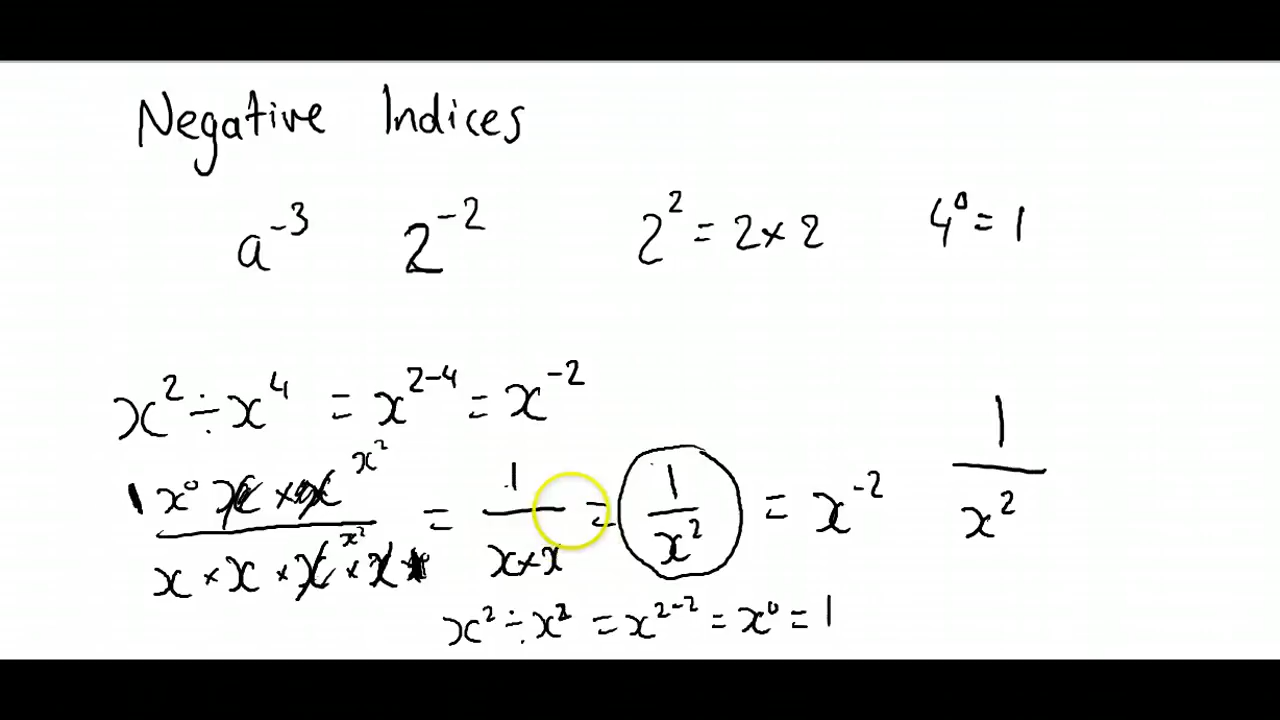 Negative Indices
a⁻³ 2⁻² 2² = 2 × 2 4⁰ = 1
x² ÷ x⁴ = x²⁻⁴ = x⁻²
1 x⁰ x × x x² / x × x × x × x x² = 1 / x × x = 1 / x² = x⁻² 1 / x²
x² ÷ x² = x²⁻² = x⁰ = 1